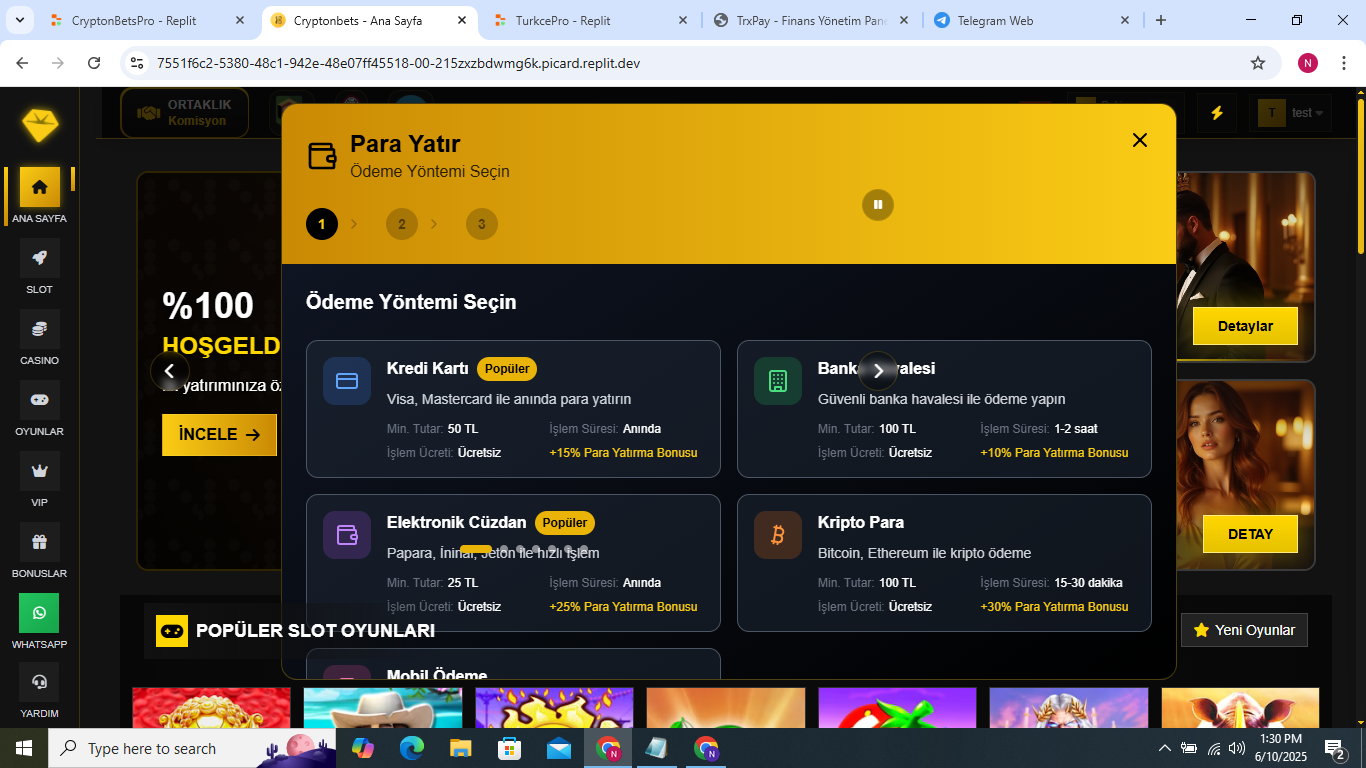 CryptonBetsPro - Replit
Cryptonbets - Ana Sayfa
TurkcePro - Replit
TrxPay - Finans Yönetim Pane
Telegram Web
7551f6c2-5380-48c1-942e-48e07ff45518-00-215zxzbdwmg6k.picard.replit.dev
N
ORTAKLIK
Komisyon
T
test
ANA SAYFA
SLOT
CASINO
OYUNLAR
VIP
BONUSLAR
WHATSAPP
YARDIM
Para Yatır
Ödeme Yöntemi Seçin
1
2
3
%100
HOŞGELD
yatırımınıza öz
İNCELE
Ödeme Yöntemi Seçin
Kredi Kartı
Popüler
Visa, Mastercard ile anında para yatırın
Min. Tutar: 50 TL
İşlem Süresi: Anında
İşlem Ücreti: Ücretsiz
+15% Para Yatırma Bonusu
Banka Havalesi
Güvenli banka havalesi ile ödeme yapın
Min. Tutar: 100 TL
İşlem Süresi: 1-2 saat
İşlem Ücreti: Ücretsiz
+10% Para Yatırma Bonusu
Elektronik Cüzdan
Popüler
Papara, İninal, Jeton ile hızlı işlem
Min. Tutar: 25 TL
İşlem Süresi: Anında
İşlem Ücreti: Ücretsiz
+25% Para Yatırma Bonusu
Kripto Para
Bitcoin, Ethereum ile kripto ödeme
Min. Tutar: 100 TL
İşlem Süresi: 15-30 dakika
İşlem Ücreti: Ücretsiz
+30% Para Yatırma Bonusu
Mobil Ödeme
Detaylar
DETAY
POPÜLER SLOT OYUNLARI
Yeni Oyunlar
Type here to search
N
N
1:30 PM
6/10/2025
2